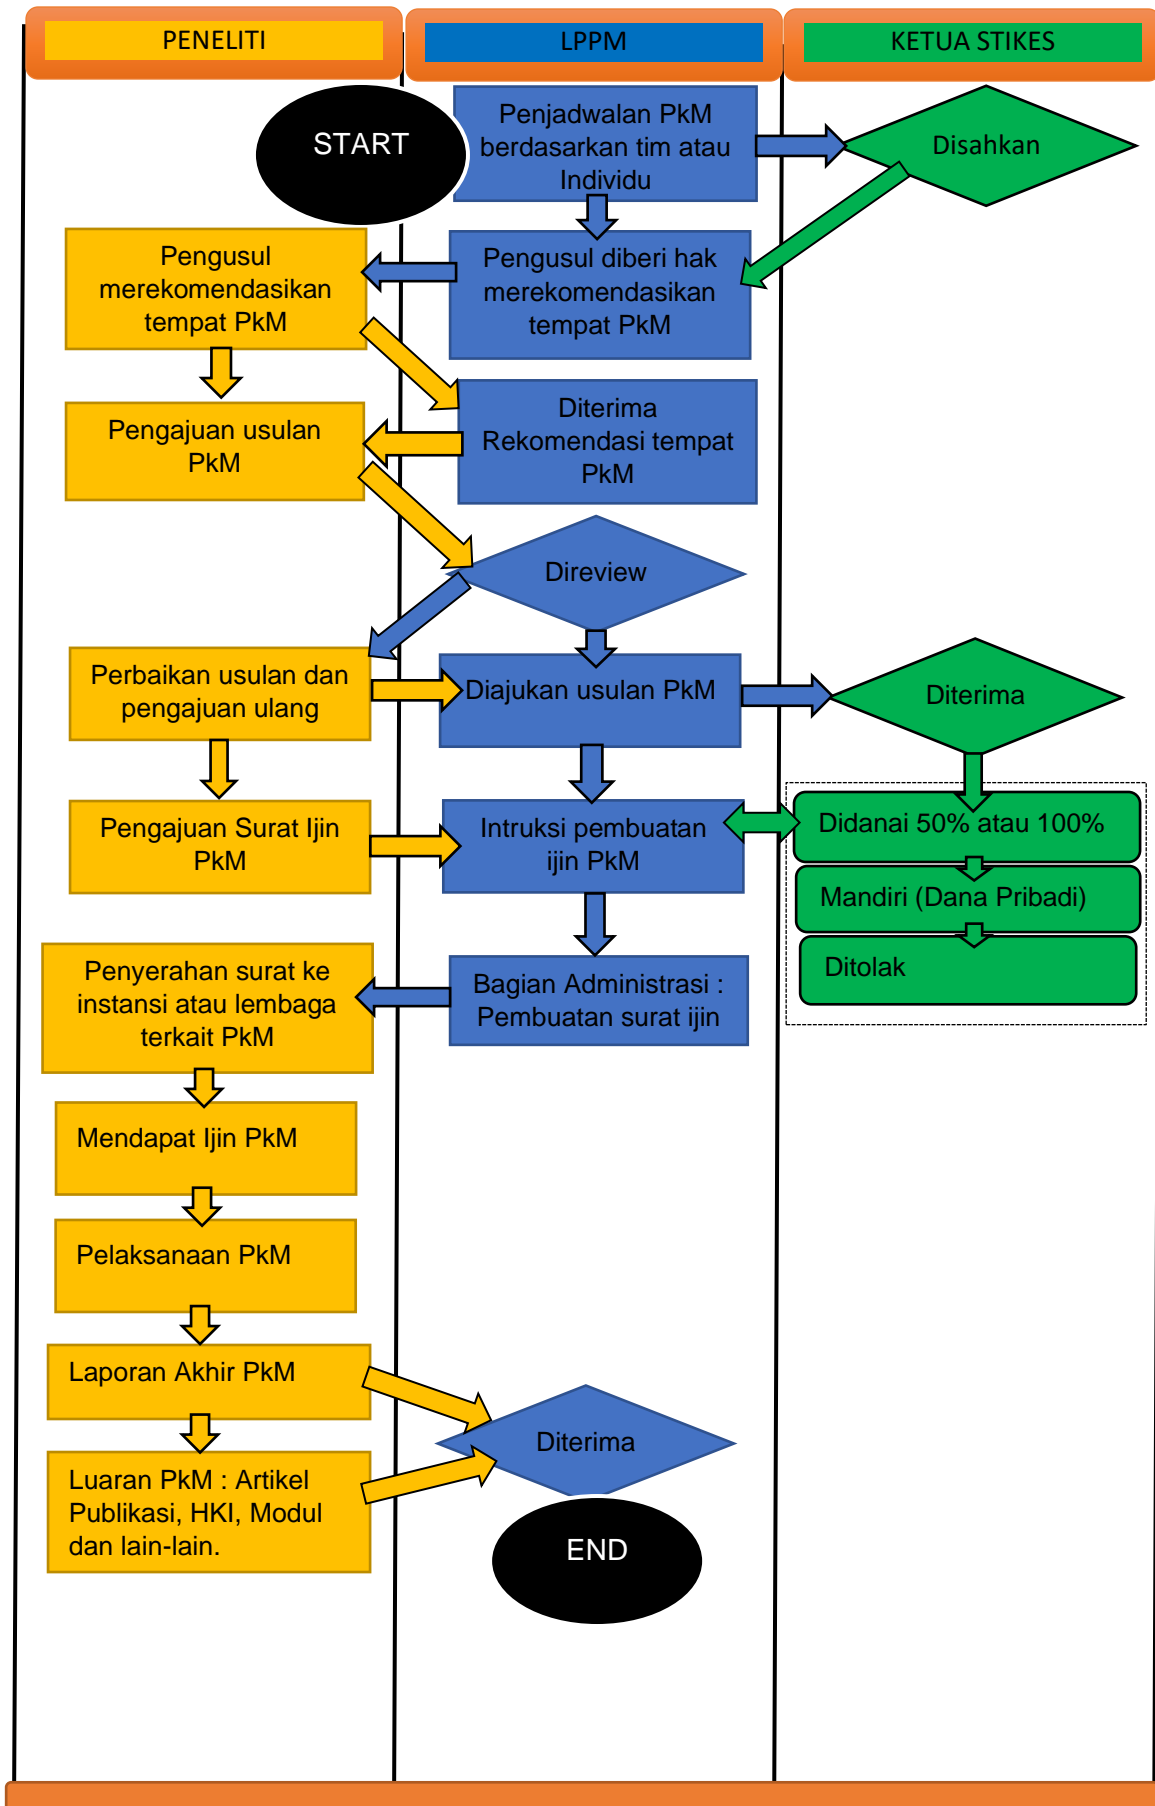 PENELITI
LPPM
KETUA STIKES
START
Penjadwalan PkM
berdasarkan tim atau
Individu
Disahkan
Pengusul
merekomendasikan
tempat PkM
Pengusul diberi hak
merekomendasikan
tempat PkM
Pengajuan usulan
PkM
Diterima
Rekomendasi tempat
PkM
Direview
Perbaikan usulan dan
pengajuan ulang
Diajukan usulan PkM
Diterima
Pengajuan Surat Ijin
PkM
Intruksi pembuatan
ijin PkM
Didanai 50% atau 100%
Mandiri (Dana Pribadi)
Ditolak
Penyerahan surat ke
instansi atau lembaga
terkait PkM
Bagian Administrasi :
Pembuatan surat ijin
Mendapat Ijin PkM
Pelaksanaan PkM
Laporan Akhir PkM
Diterima
Luaran PkM : Artikel
Publikasi, HKI, Modul
dan lain-lain.
END